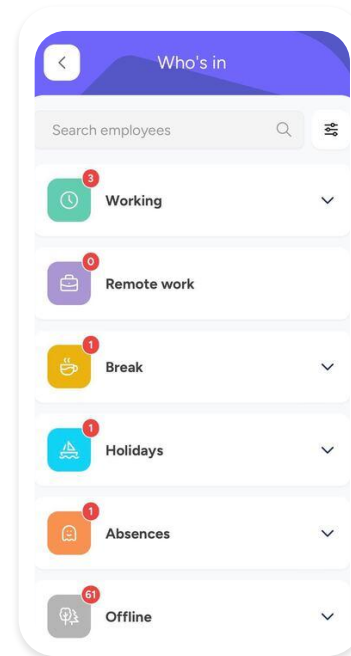 Who's in
Search employees
3
Working
0
Remote work
1
Break
1
Holidays
1
Absences
61
Offline